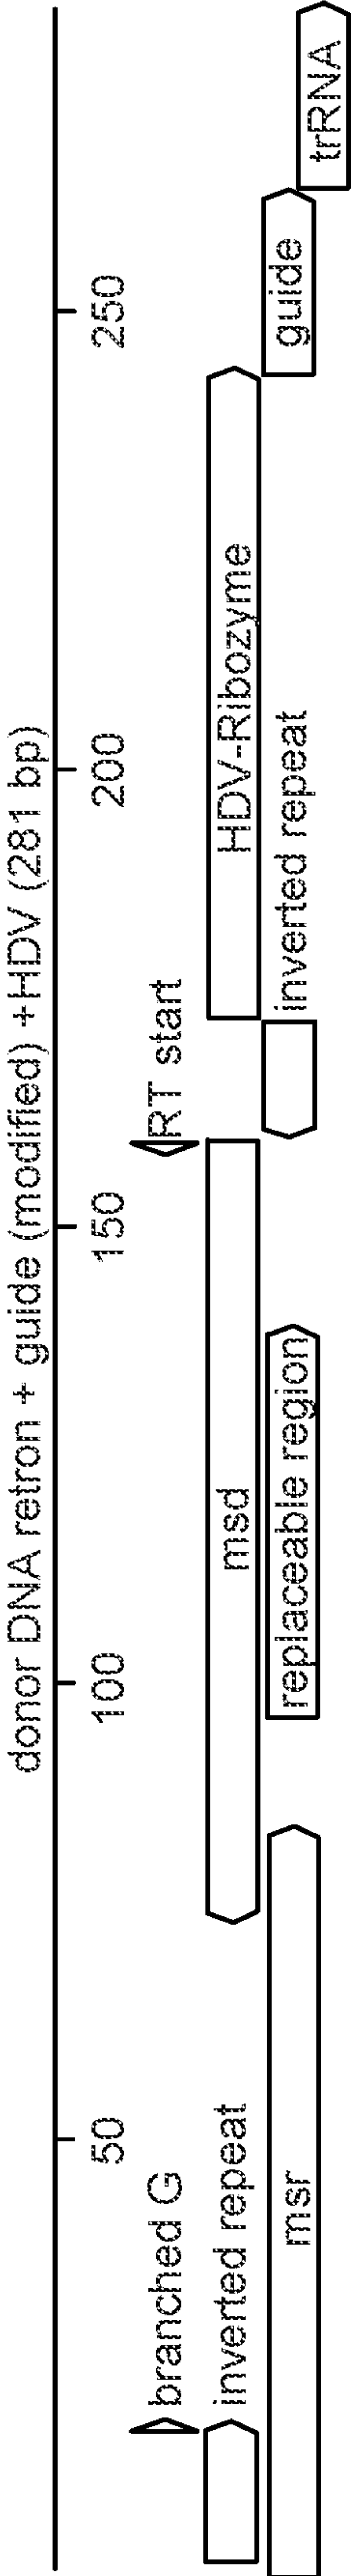 donor DNA retron + guide (modified) +HDV (281 bp)
50
100
150
200
250
branched G
RT start
inverted repeat
msd
HDV-Ribozyme
msr
replaceable region
inverted repeat
guide
trRNA